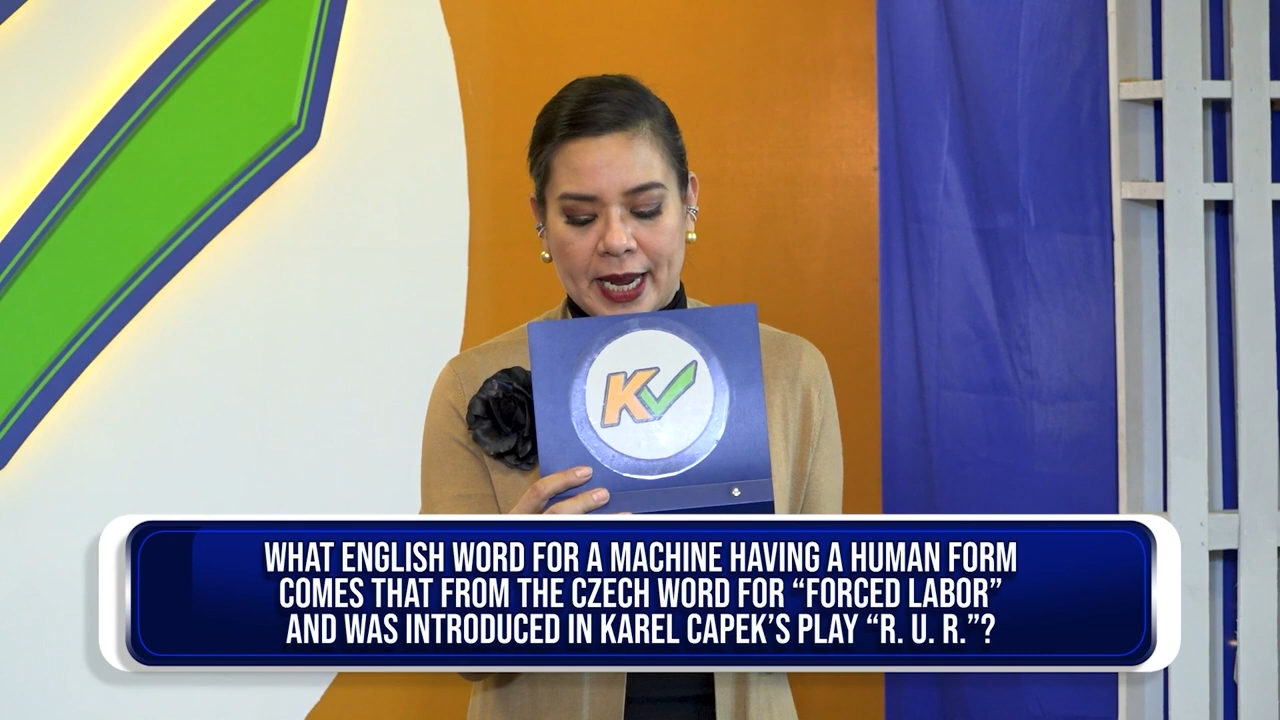 K
WHAT ENGLISH WORD FOR A MACHINE HAVING A HUMAN FORM
COMES THAT FROM THE CZECH WORD FOR “FORCED LABOR”
AND WAS INTRODUCED IN KAREL CAPEK’S PLAY “R. U. R.”?